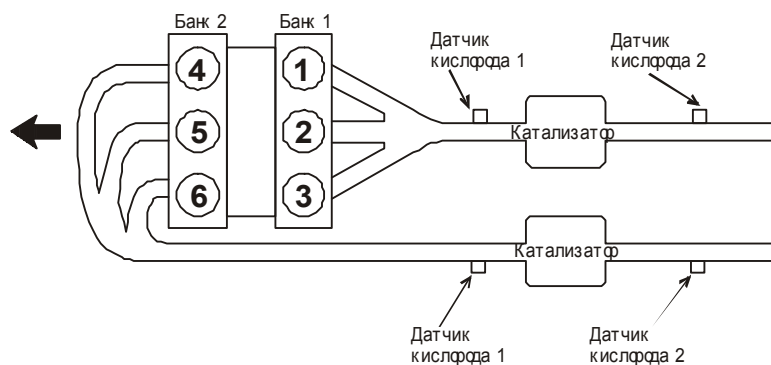 Банк 2
Банк 1
Датчик
кислорода 1
Датчик
кислорода 2
4
1
5
2
6
3
Катализатор
Катализатор
Датчик
кислорода 1
Датчик
кислорода 2